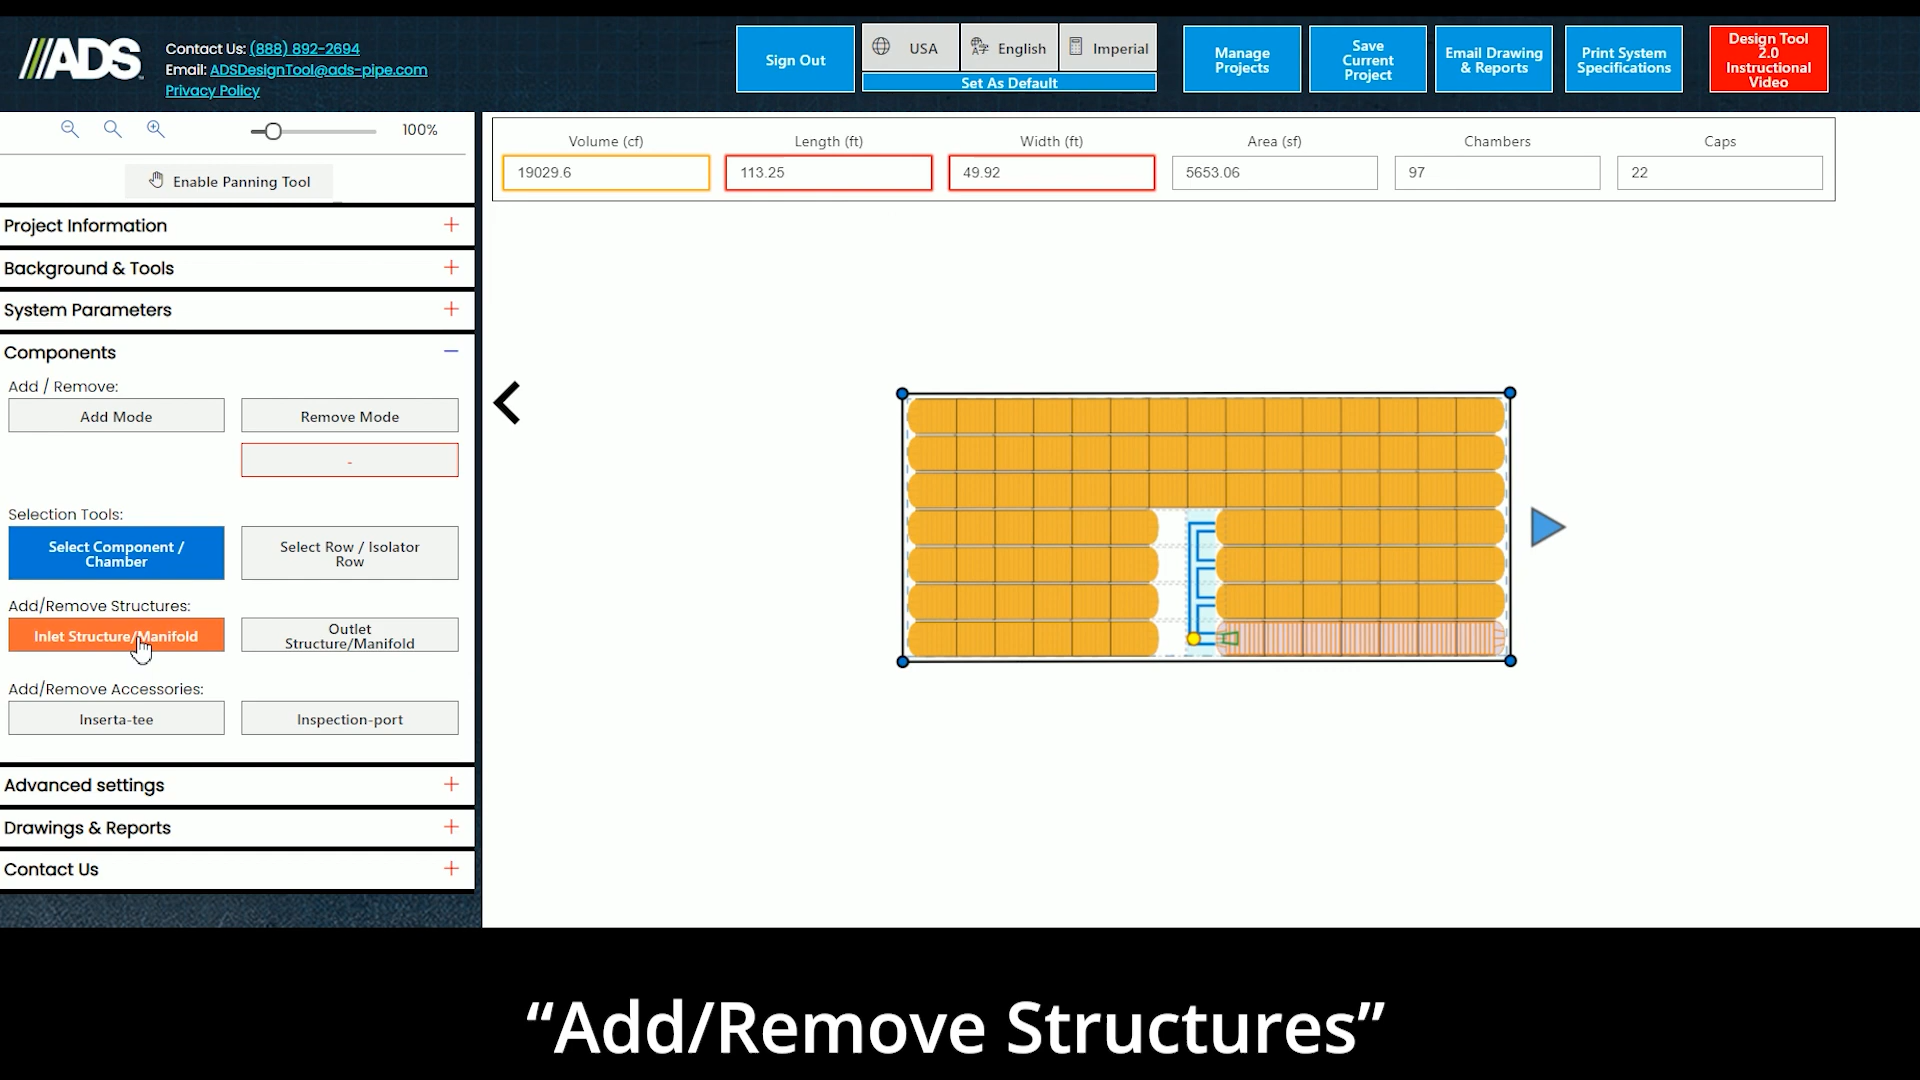 ADS
Contact Us: (888) 892-2694
Email: ADSDesignTool@ads-pipe.com
Privacy Policy
Sign Out
USA
English
Imperial
Set As Default
Manage
Projects
Save
Current
Project
Email Drawing
& Reports
Print System
Specifications
Design Tool
2.0
Instructional
Video
100%
Enable Panning Tool
Project Information
Background & Tools
System Parameters
Components
Add / Remove:
Add Mode
Remove Mode
-
Selection Tools:
Select Component /
Chamber
Select Row / Isolator
Row
Add/Remove Structures:
Inlet Structure/Manifold
Outlet
Structure/Manifold
Add/Remove Accessories:
Inserta-tee
Inspection-port
Advanced settings
Drawings & Reports
Contact Us
Volume (cf)
Length (ft)
Width (ft)
Area (sf)
Chambers
Caps
19029.6
113.25
49.92
5653.06
97
22
“Add/Remove Structures”